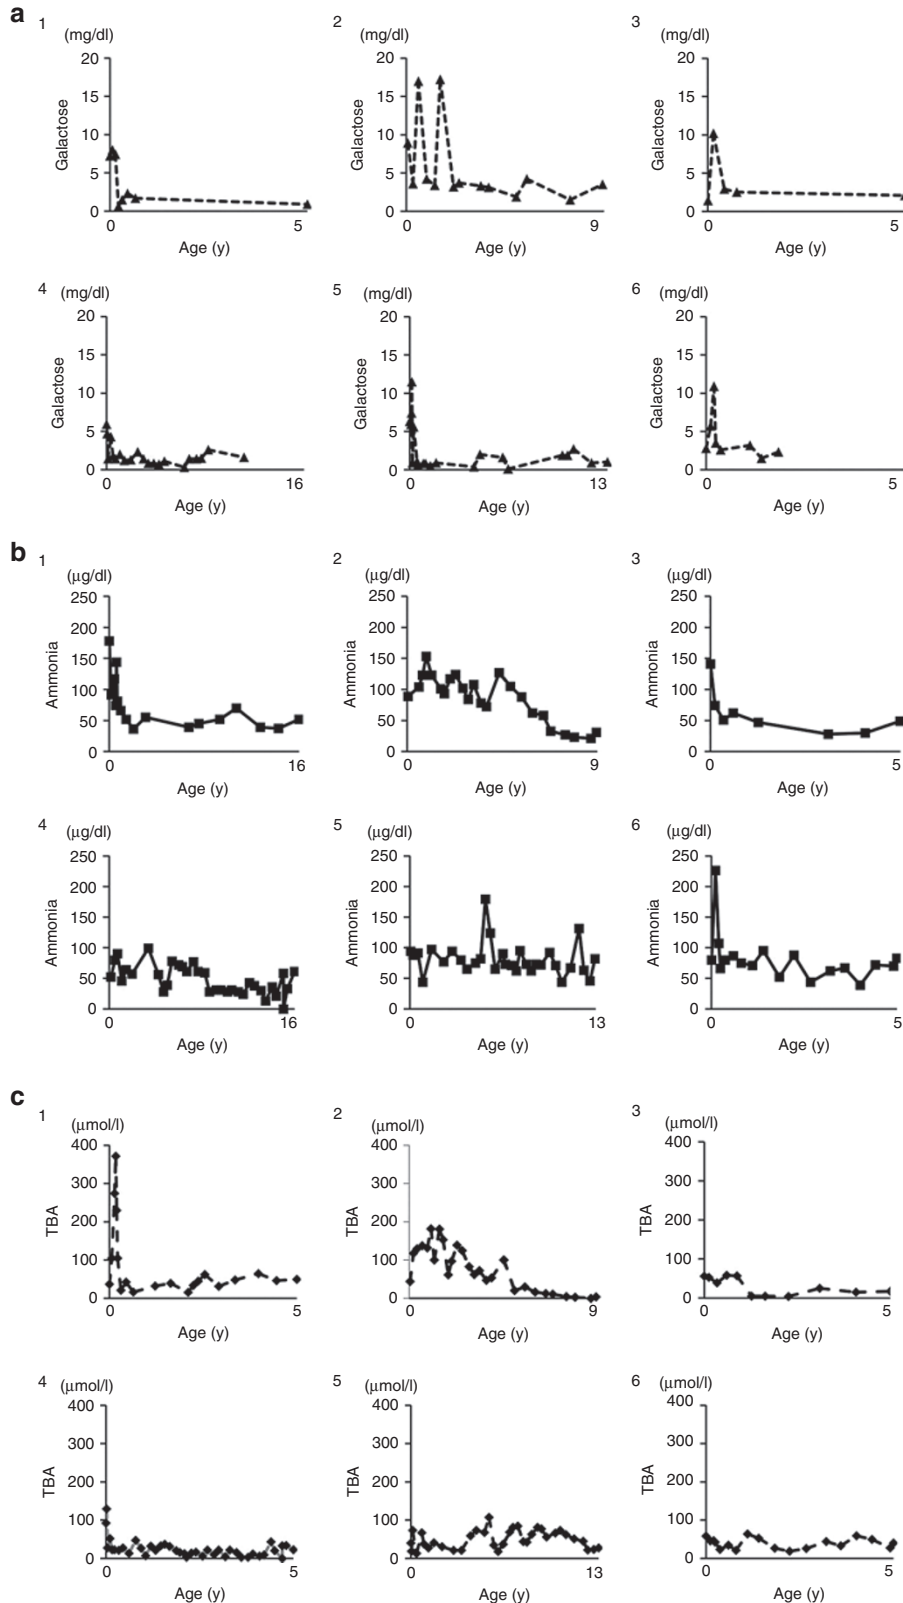 a
1 2 3
(mg/dl) (mg/dl) (mg/dl)
20 20 20
15 15 15
Galactose Galactose Galactose
10 10 10
5 5 5
0 0 0
0 5 0 9 0 5
Age (y) Age (y) Age (y)
4 5 6
(mg/dl) (mg/dl) (mg/dl)
20 20 20
15 15 15
Galactose Galactose Galactose
10 10 10
5 5 5
0 0 0
0 16 0 13 0 5
Age (y) Age (y) Age (y)
b
1 2 3
(μg/dl) (μg/dl) (μg/dl)
250 250 250
200 200 200
150 150 150
Ammonia Ammonia Ammonia
100 100 100
50 50 50
0 0 0
0 16 0 9 0 5
Age (y) Age (y) Age (y)
4 5 6
(μg/dl) (μg/dl) (μg/dl)
250 250 250
200 200 200
150 150 150
Ammonia Ammonia Ammonia
100 100 100
50 50 50
0 0 0
0 16 0 13 0 5
Age (y) Age (y) Age (y)
c
1 2 3
(μmol/l) (μmol/l) (μmol/l)
400 400 400
300 300 300
TBA TBA TBA
200 200 200
100 100 100
0 0 0
0 5 0 9 0 5
Age (y) Age (y) Age (y)
4 5 6
(μmol/l) (μmol/l) (μmol/l)
400 400 400
300 300 300
TBA TBA TBA
200 200 200
100 100 100
0 0 0
0 5 0 13 0 5
Age (y) Age (y) Age (y)